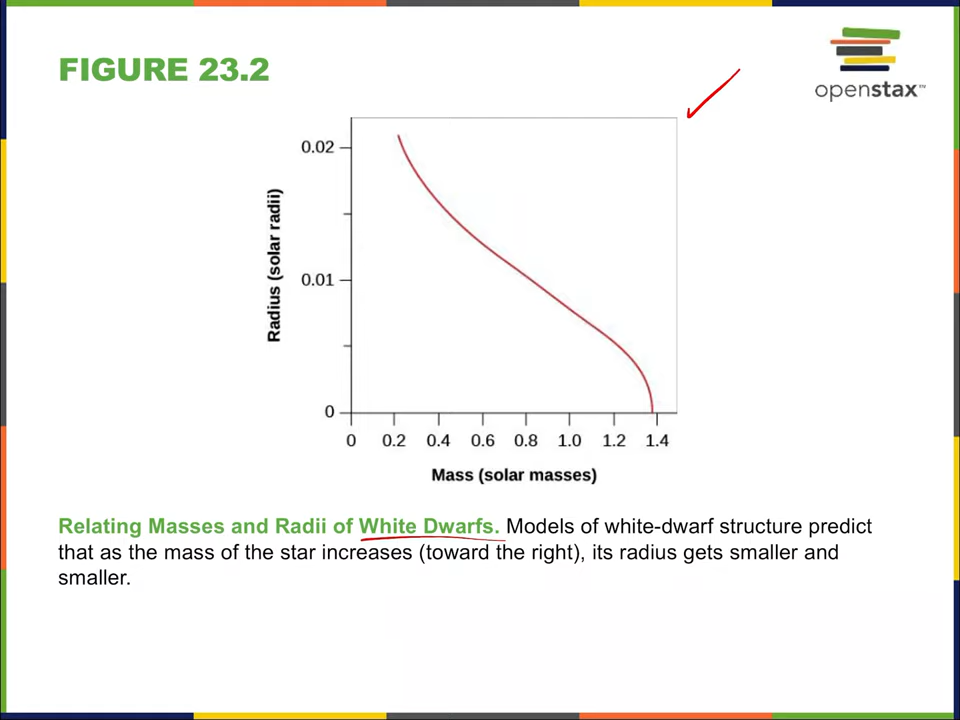 FIGURE 23.2
openstax™
0.02
0.01
0
Radius (solar radii)
0 0.2 0.4 0.6 0.8 1.0 1.2 1.4
Mass (solar masses)
Relating Masses and Radii of White Dwarfs. Models of white-dwarf structure predict
that as the mass of the star increases (toward the right), its radius gets smaller and
smaller.